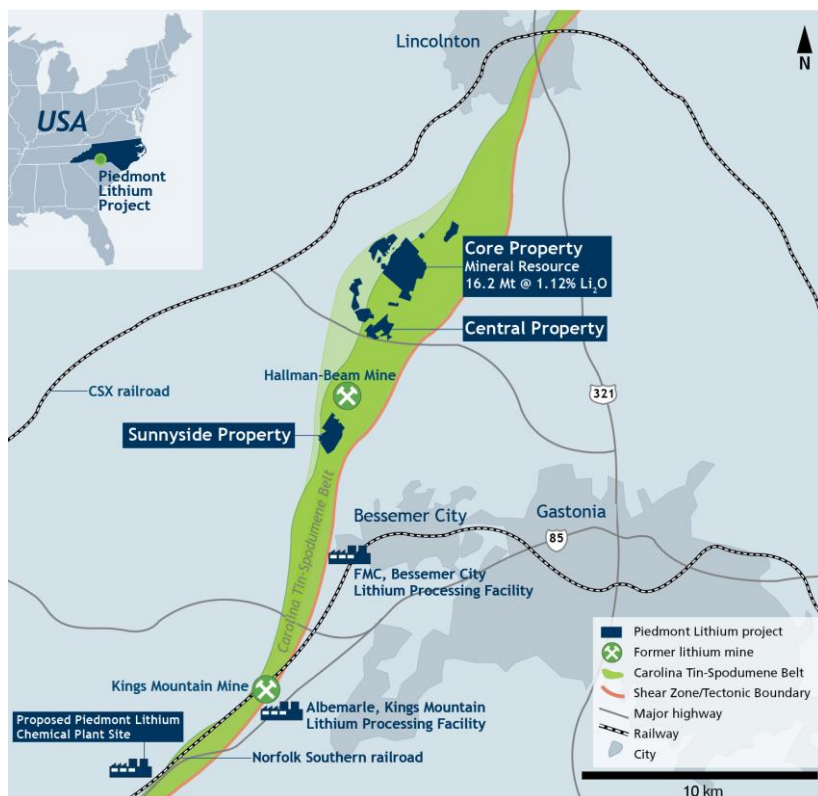 Lincolnton
N
USA
Piedmont
Lithium
Project
Core Property
Mineral Resource
16.2 Mt @ 1.12% Li₂O
Central Property
Hallman-Beam Mine
CSX railroad
321
Sunnyside Property
Carolina Tin-Spodumene Belt
Bessemer City
Gastonia
85
FMC, Bessemer City
Lithium Processing Facility
Kings Mountain Mine
Albemarle, Kings Mountain
Lithium Processing Facility
Proposed Piedmont Lithium
Chemical Plant Site
Norfolk Southern railroad
Piedmont Lithium project
Former lithium mine
Carolina Tin-Spodumene Belt
Shear Zone/Tectonic Boundary
Major highway
Railway
City
10 km